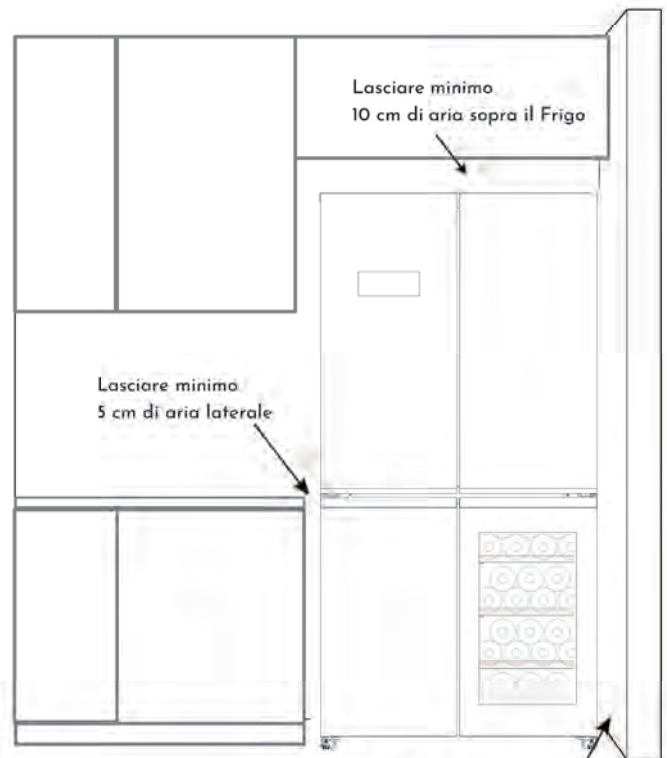 Lasciare minimo
10 cm di aria sopra il Frigo
Lasciare minimo
5 cm di aria laterale